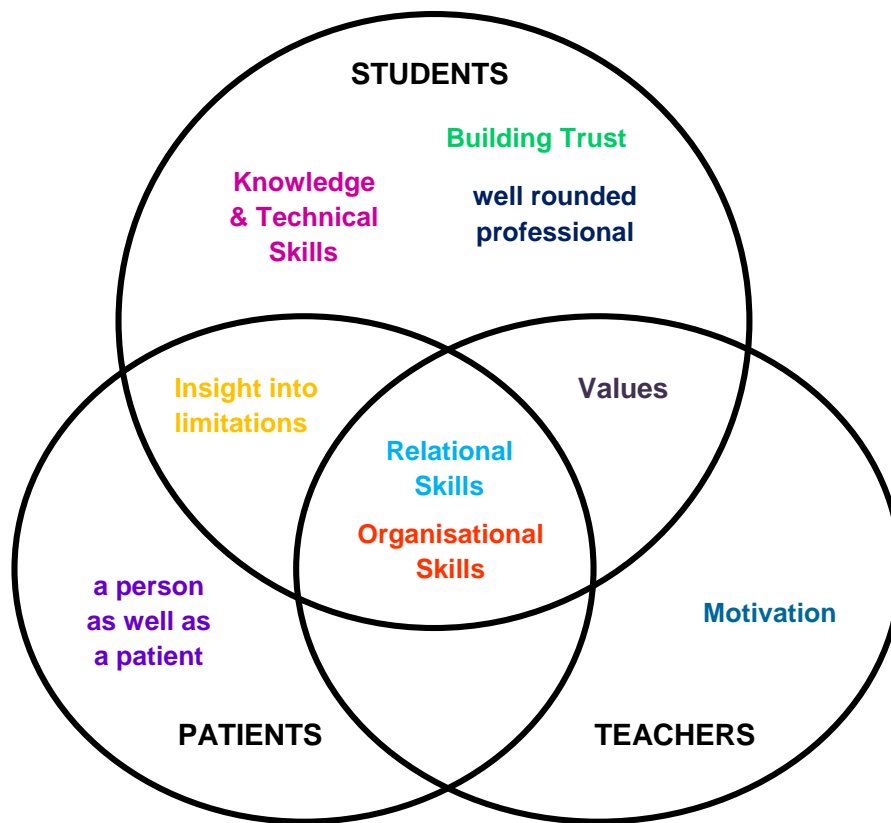 STUDENTS
Building Trust
Knowledge
& Technical
Skills
well rounded
professional
Insight into
limitations
Values
Relational
Skills
Organisational
Skills
a person
as well as
a patient
Motivation
PATIENTS
TEACHERS